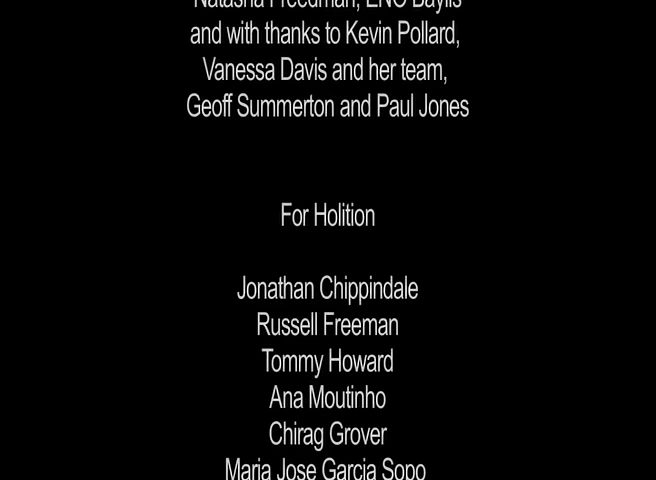 Natasha Freedman, ENO Baylis
and with thanks to Kevin Pollard,
Vanessa Davis and her team,
Geoff Summerton and Paul Jones
For Holition
Jonathan Chippindale
Russell Freeman
Tommy Howard
Ana Moutinho
Chirag Grover
Maria Jose Garcia Sopo